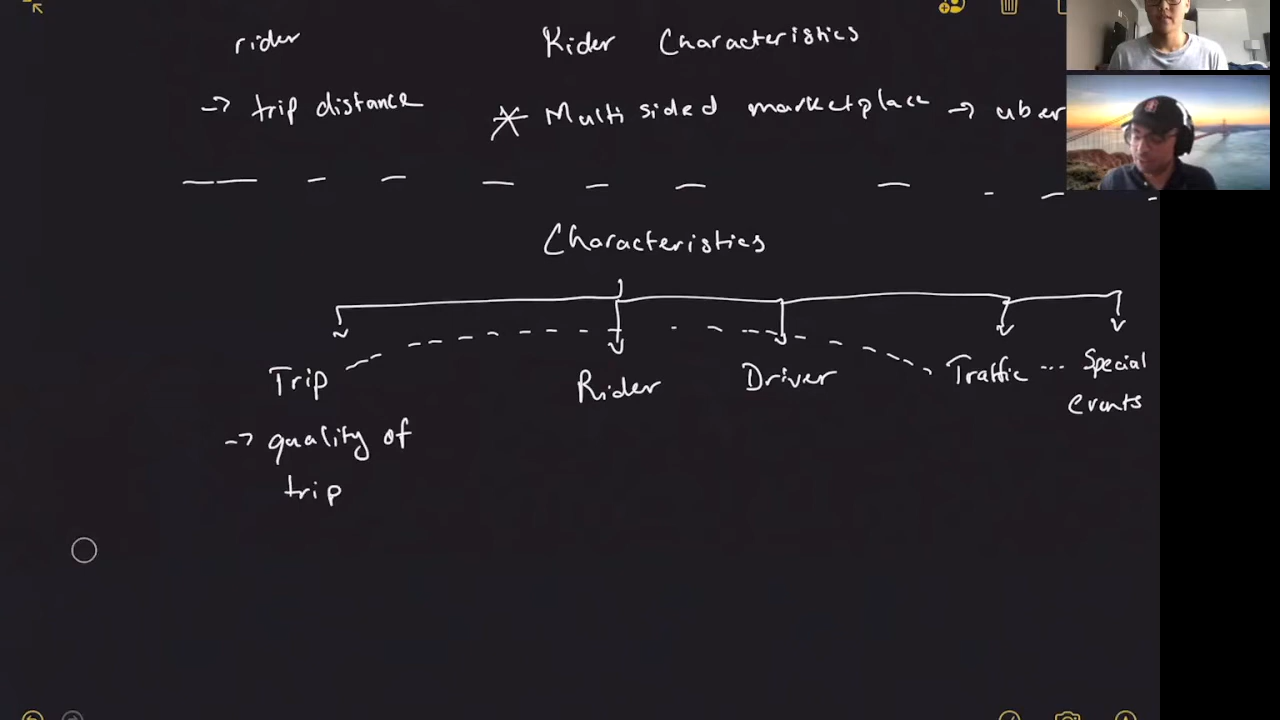 rider
Rider Characteristics
-> trip distance
* Multi sided marketplace -> uber
Characteristics
Trip
Rider
Driver
Traffic
Special
events
-> quality of
trip